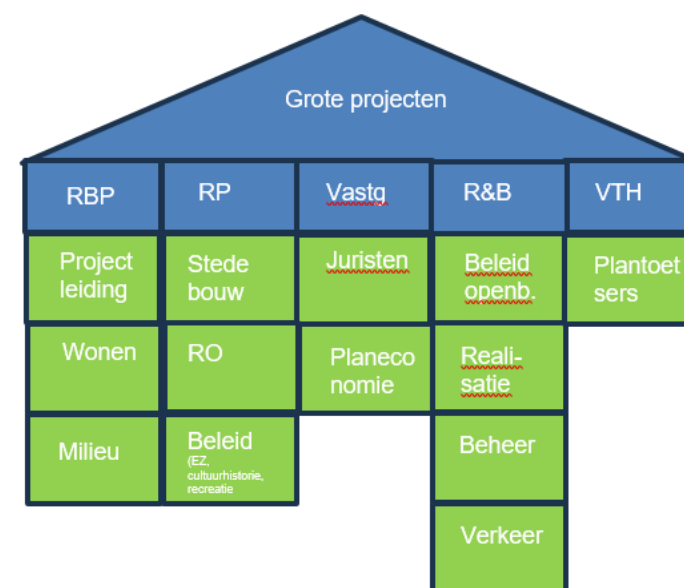 Grote projecten
RBP
RP
Vastg
R&B
VTH
Project
leiding
Stede
bouw
Juristen
Beleid
openb.
Plantoet
sers
Wonen
RO
Planeco
nomie
Reali-
satie
Milieu
Beleid
(EZ,
cultuurhistorie,
recreatie
Beheer
Verkeer